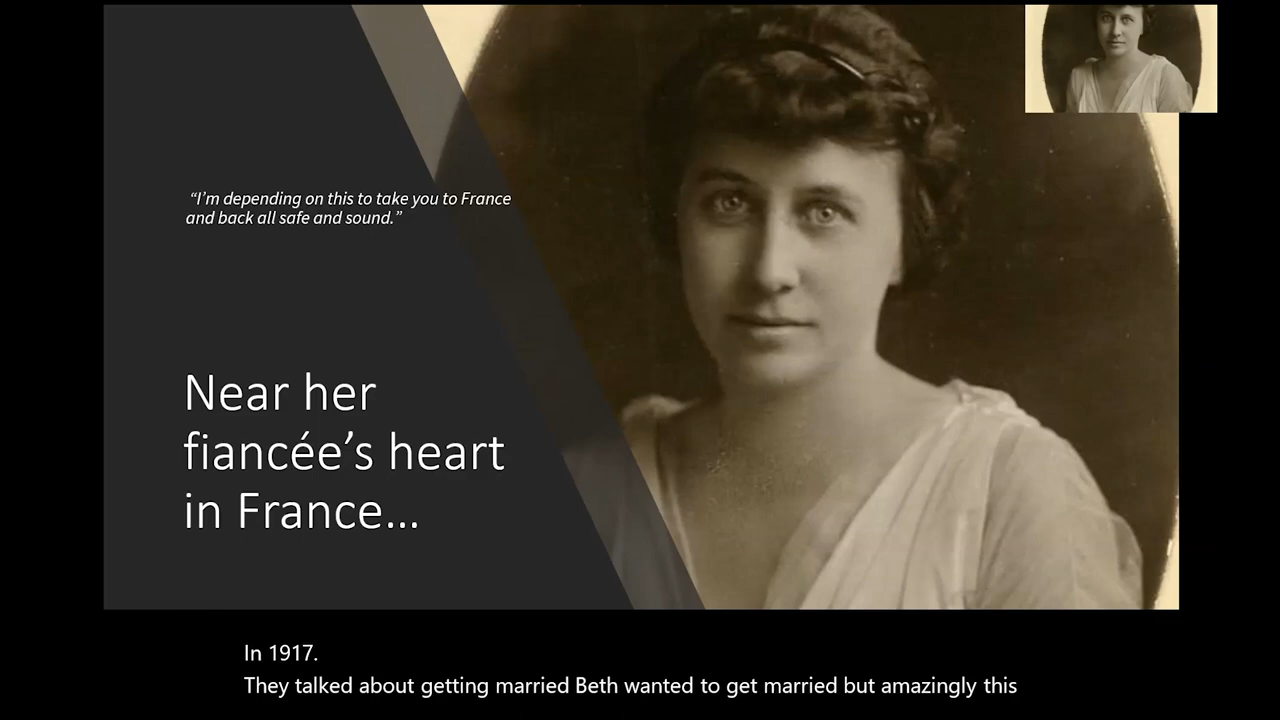 “I’m depending on this to take you to France
and back all safe and sound.”
Near her
fiancée’s heart
in France…
In 1917.
They talked about getting married Beth wanted to get married but amazingly this